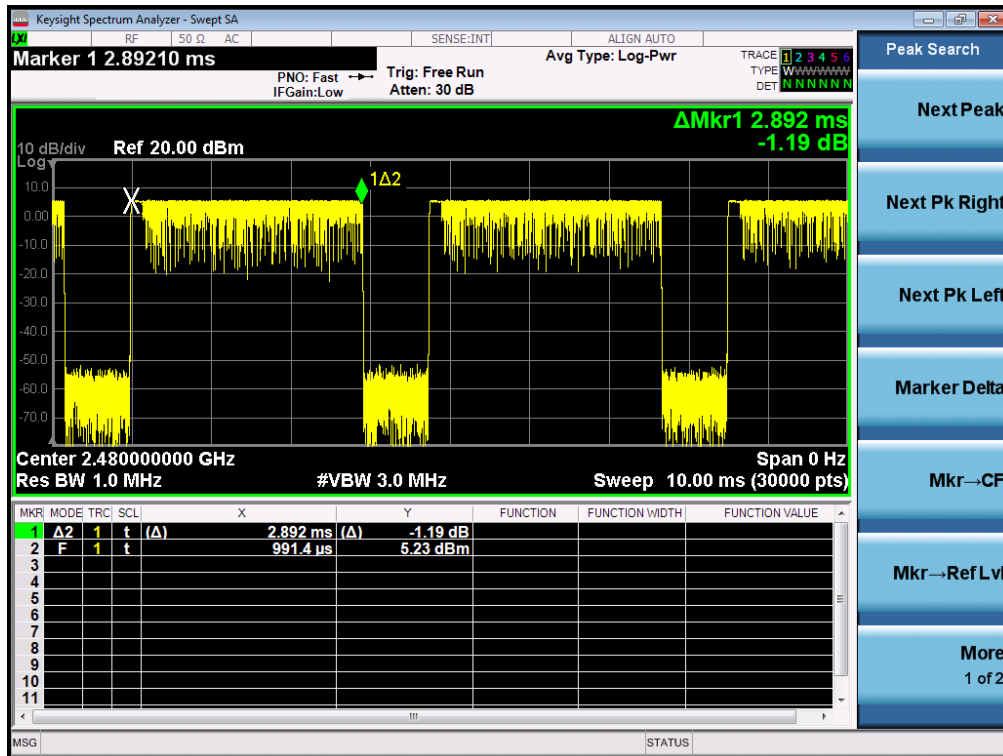 Keysight Spectrum Analyzer - Swept SA
LXI RF 50 Ω AC SENSE:INT ALIGN AUTO
Marker 1 2.89210 ms
PNO: Fast
IFGain:Low
Trig: Free Run
Atten: 30 dB
Avg Type: Log-Pwr
TRACE 1 2 3 4 5 6
TYPE WWWWWW
DET N N N N N N
ΔMkr1 2.892 ms
-1.19 dB
10 dB/div Ref 20.00 dBm
Log
10.0
0.00
-10.0
-20.0
-30.0
-40.0
-50.0
-60.0
-70.0
1Δ2
Center 2.480000000 GHz Span 0 Hz
Res BW 1.0 MHz #VBW 3.0 MHz Sweep 10.00 ms (30000 pts)
MKR MODE TRC SCL X Y FUNCTION FUNCTION WIDTH FUNCTION VALUE
1 Δ2 1 t (Δ) 2.892 ms (Δ) -1.19 dB
2 F 1 t 991.4 µs 5.23 dBm
3
4
5
6
7
8
9
10
11
MSG STATUS
Peak Search
Next Peak
Next Pk Right
Next Pk Left
Marker Delta
Mkr→CF
Mkr→Ref Lvl
More
1 of 2